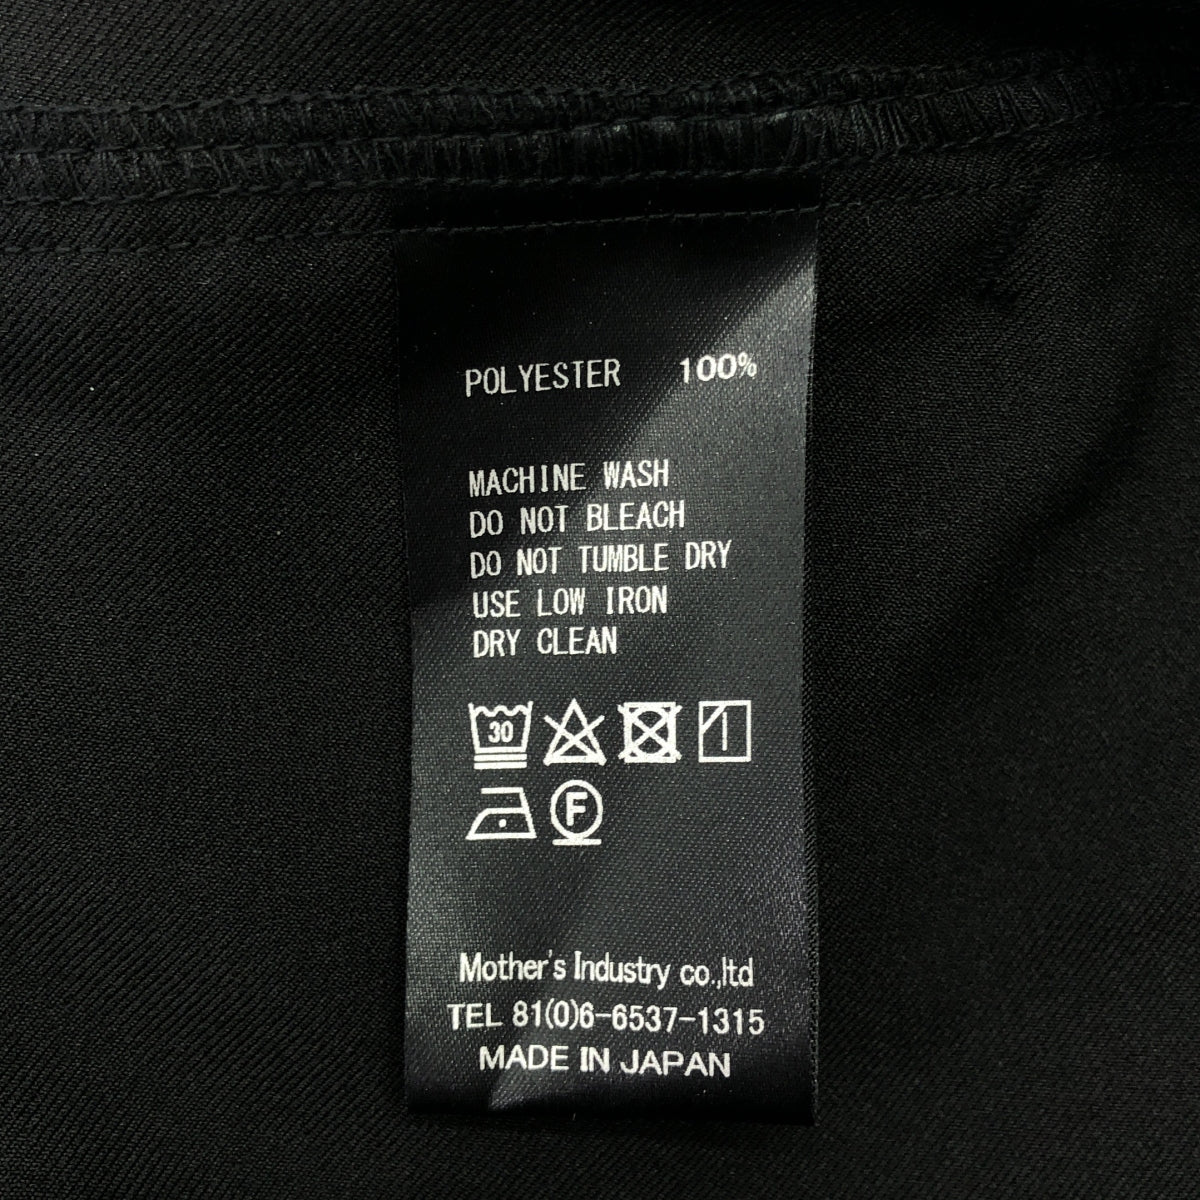 POLYESTER 100%
MACHINE WASH
DO NOT BLEACH
DO NOT TUMBLE DRY
USE LOW IRON
DRY CLEAN
30
F
Mother's Industry co.,ltd
TEL 81(0)6-6537-1315
MADE IN JAPAN